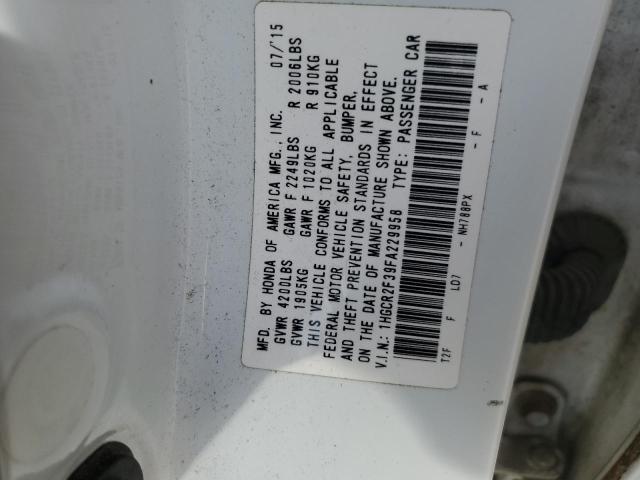 MFD. BY HONDA OF AMERICA MFG., INC. 07/15
GVWR 4200LBS GAWR F 2249LBS R 2006LBS
GVWR 1905KG GAWR F 1020KG R 910KG
THIS VEHICLE CONFORMS TO ALL APPLICABLE
FEDERAL MOTOR VEHICLE SAFETY, BUMPER,
AND THEFT PREVENTION STANDARDS IN EFFECT
ON THE DATE OF MANUFACTURE SHOWN ABOVE.
V.I.N.: 1HGCR2F39FA229958 TYPE: PASSENGER CAR
T2F F LD7 - NH788PX - F - A